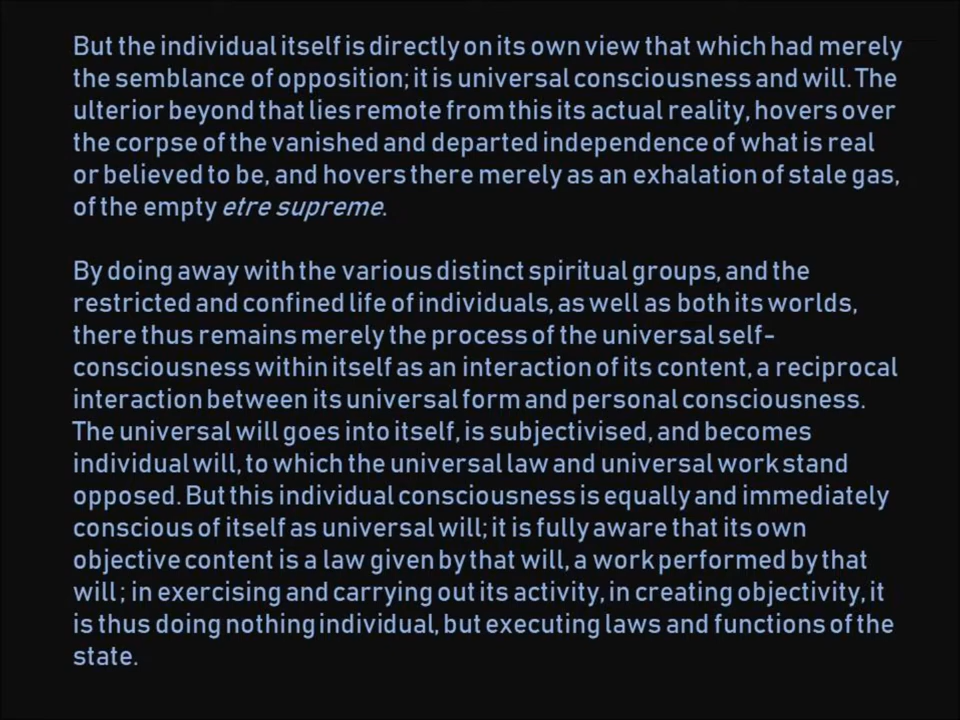 But the individual itself is directly on its own view that which had merely
the semblance of opposition; it is universal consciousness and will. The
ulterior beyond that lies remote from this its actual reality, hovers over
the corpse of the vanished and departed independence of what is real
or believed to be, and hovers there merely as an exhalation of stale gas,
of the empty etre supreme.
By doing away with the various distinct spiritual groups, and the
restricted and confined life of individuals, as well as both its worlds,
there thus remains merely the process of the universal self-
consciousness within itself as an interaction of its content, a reciprocal
interaction between its universal form and personal consciousness.
The universal will goes into itself, is subjectivised, and becomes
individual will, to which the universal law and universal work stand
opposed. But this individual consciousness is equally and immediately
conscious of itself as universal will; it is fully aware that its own
objective content is a law given by that will, a work performed by that
will; in exercising and carrying out its activity, in creating objectivity, it
is thus doing nothing individual, but executing laws and functions of the
state.